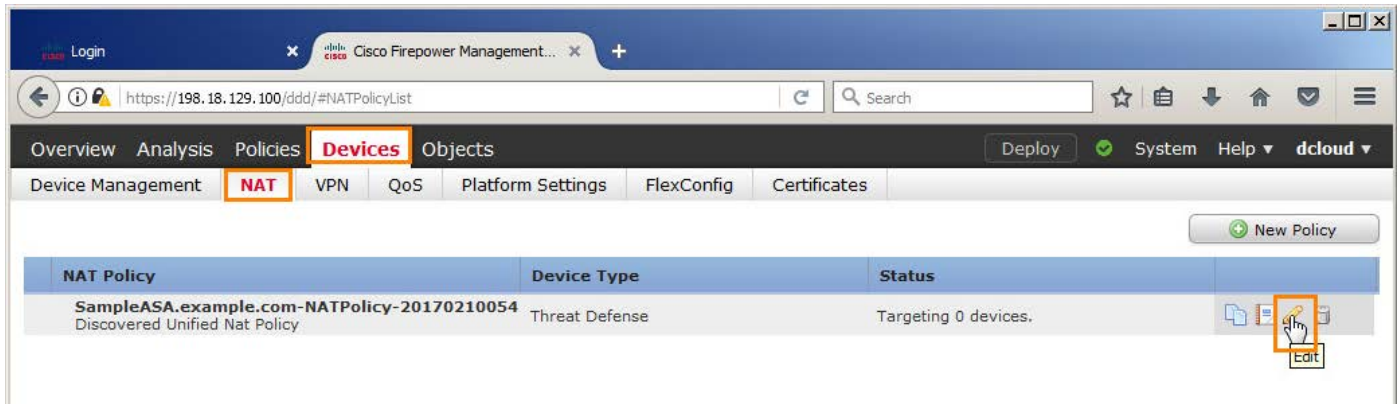 Login
Cisco Firepower Management...
https://198.18.129.100/ddd/#NATPolicyList
Search
Overview Analysis Policies Devices Objects Deploy System Help dcloud
Device Management NAT VPN QoS Platform Settings FlexConfig Certificates
New Policy
NAT Policy Device Type Status
SampleASA.example.com-NATPolicy-20170210054
Discovered Unified Nat Policy
Threat Defense Targeting 0 devices.
Edit